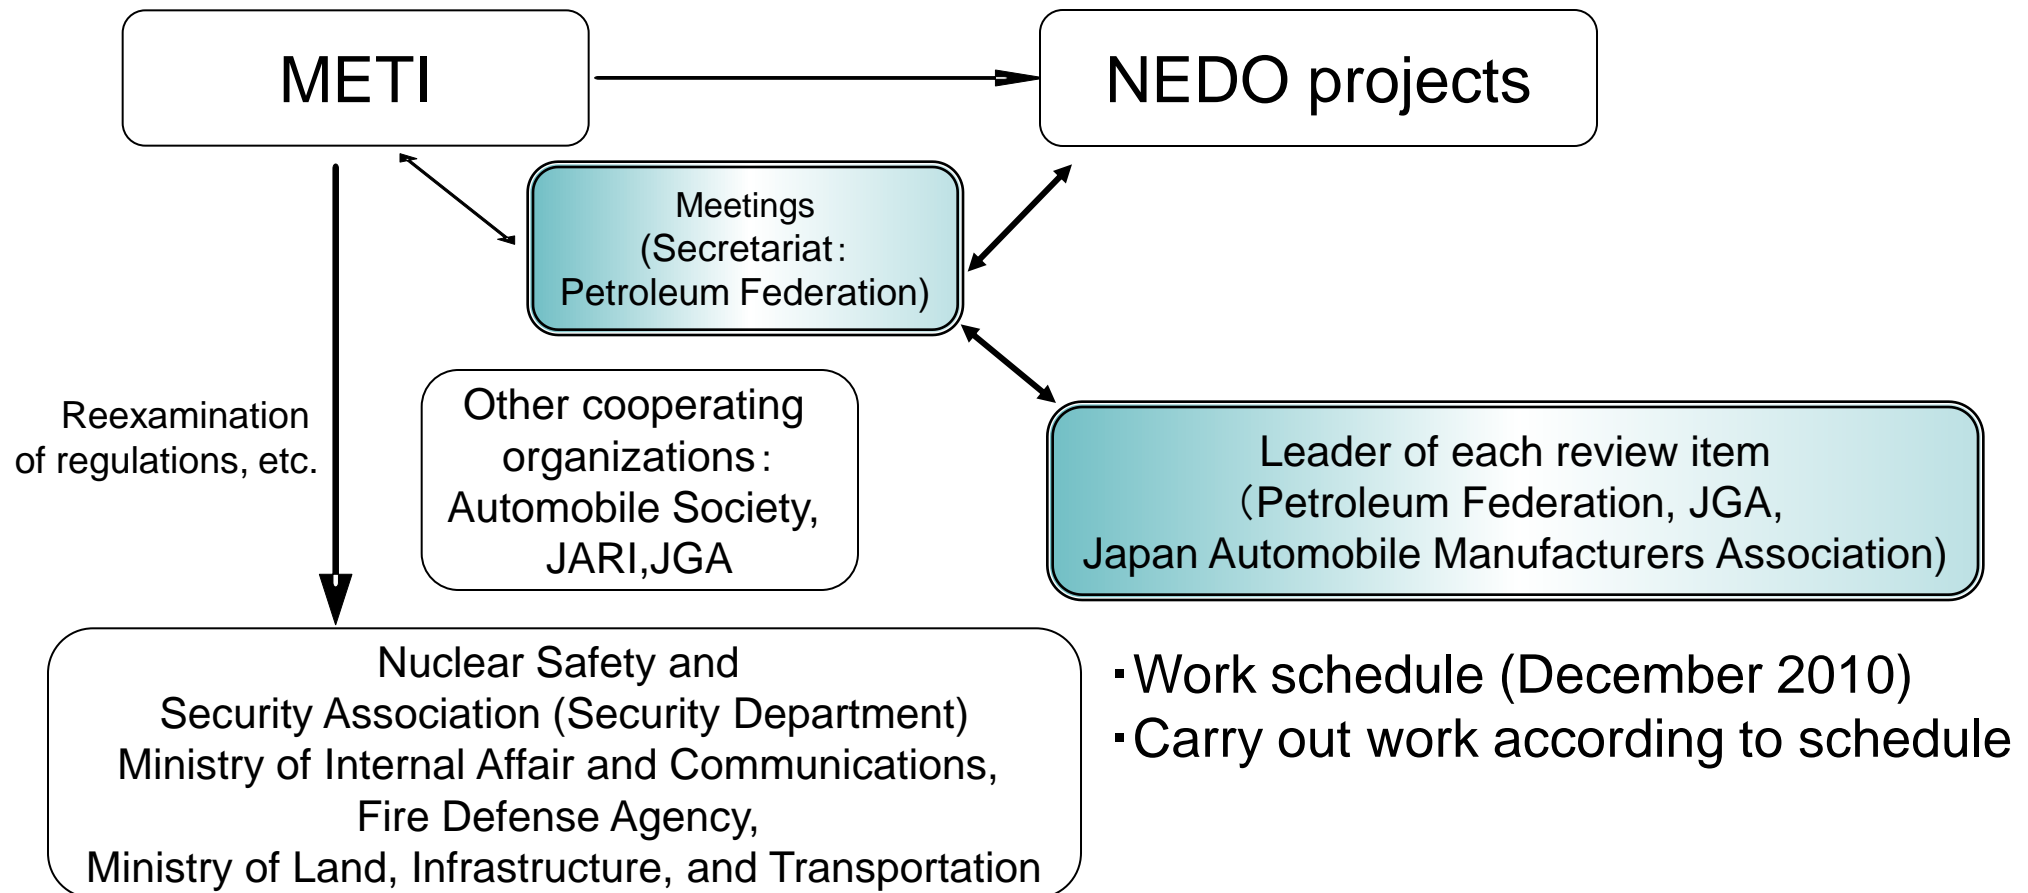 METI
NEDO projects
Meetings
(Secretariat：
Petroleum Federation)
Reexamination
of regulations, etc.
Other cooperating
organizations：
Automobile Society,
JARI,JGA
Leader of each review item
（Petroleum Federation, JGA,
Japan Automobile Manufacturers Association)
Nuclear Safety and
Security Association (Security Department)
Ministry of Internal Affair and Communications,
Fire Defense Agency,
Ministry of Land, Infrastructure, and Transportation
･Work schedule (December 2010)
･Carry out work according to schedule